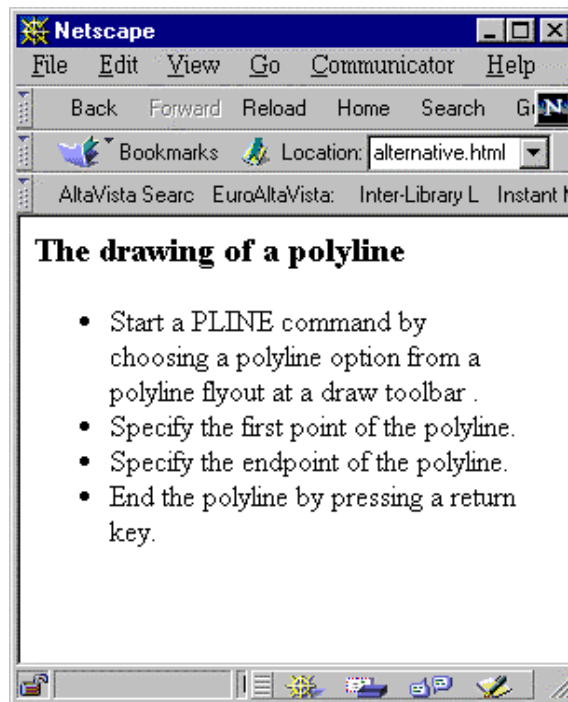 Netscape
File Edit View Go Communicator Help
Back Forward Reload Home Search G N
Bookmarks Location: alternative.html
AltaVista Searc EuroAltaVista: Inter-Library L Instant
The drawing of a polyline
• Start a PLINE command by
choosing a polyline option from a
polyline flyout at a draw toolbar .
• Specify the first point of the polyline.
• Specify the endpoint of the polyline.
• End the polyline by pressing a return
key.